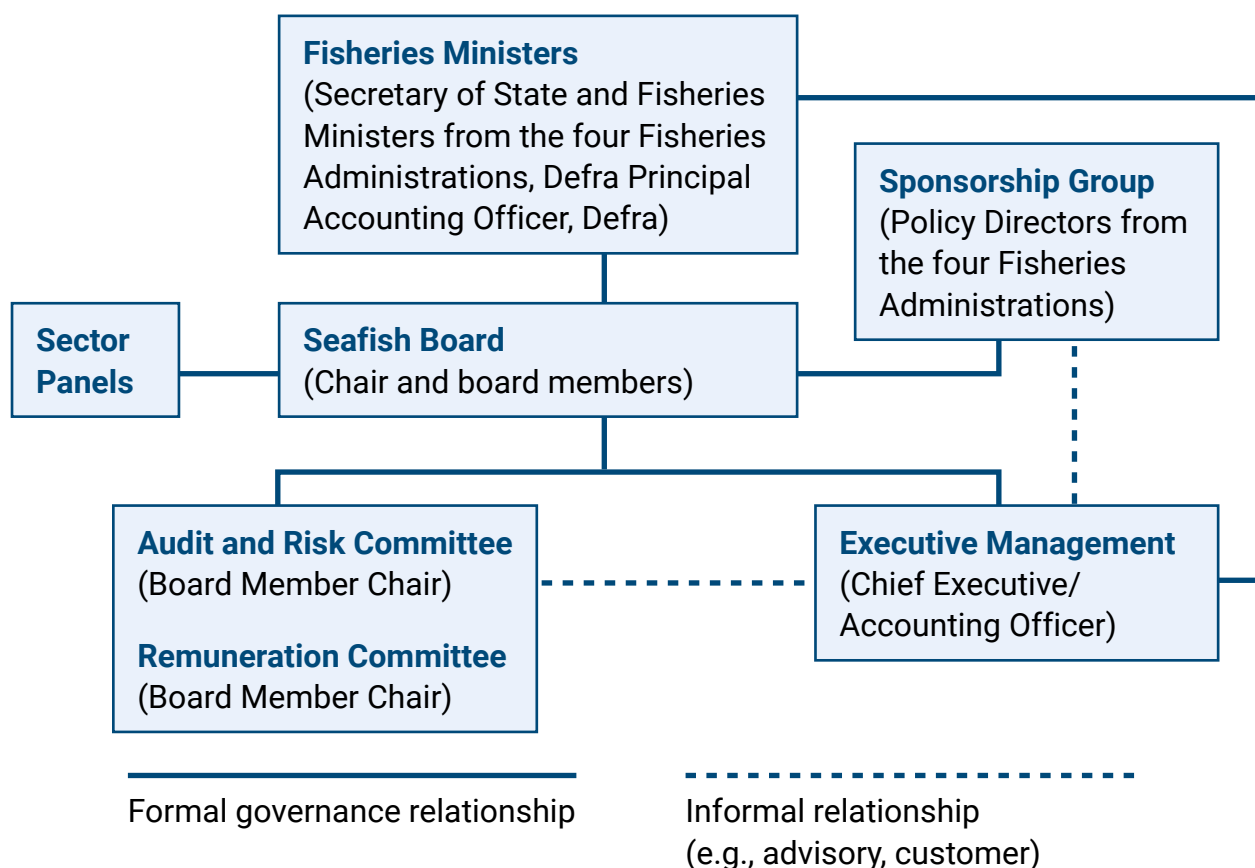 Fisheries Ministers
(Secretary of State and Fisheries
Ministers from the four Fisheries
Administrations, Defra Principal
Accounting Officer, Defra)
Sponsorship Group
(Policy Directors from
the four Fisheries
Administrations)
Sector
Panels
Seafish Board
(Chair and board members)
Audit and Risk Committee
(Board Member Chair)
Remuneration Committee
(Board Member Chair)
Executive Management
(Chief Executive/
Accounting Officer)
Formal governance relationship
Informal relationship
(e.g., advisory, customer)